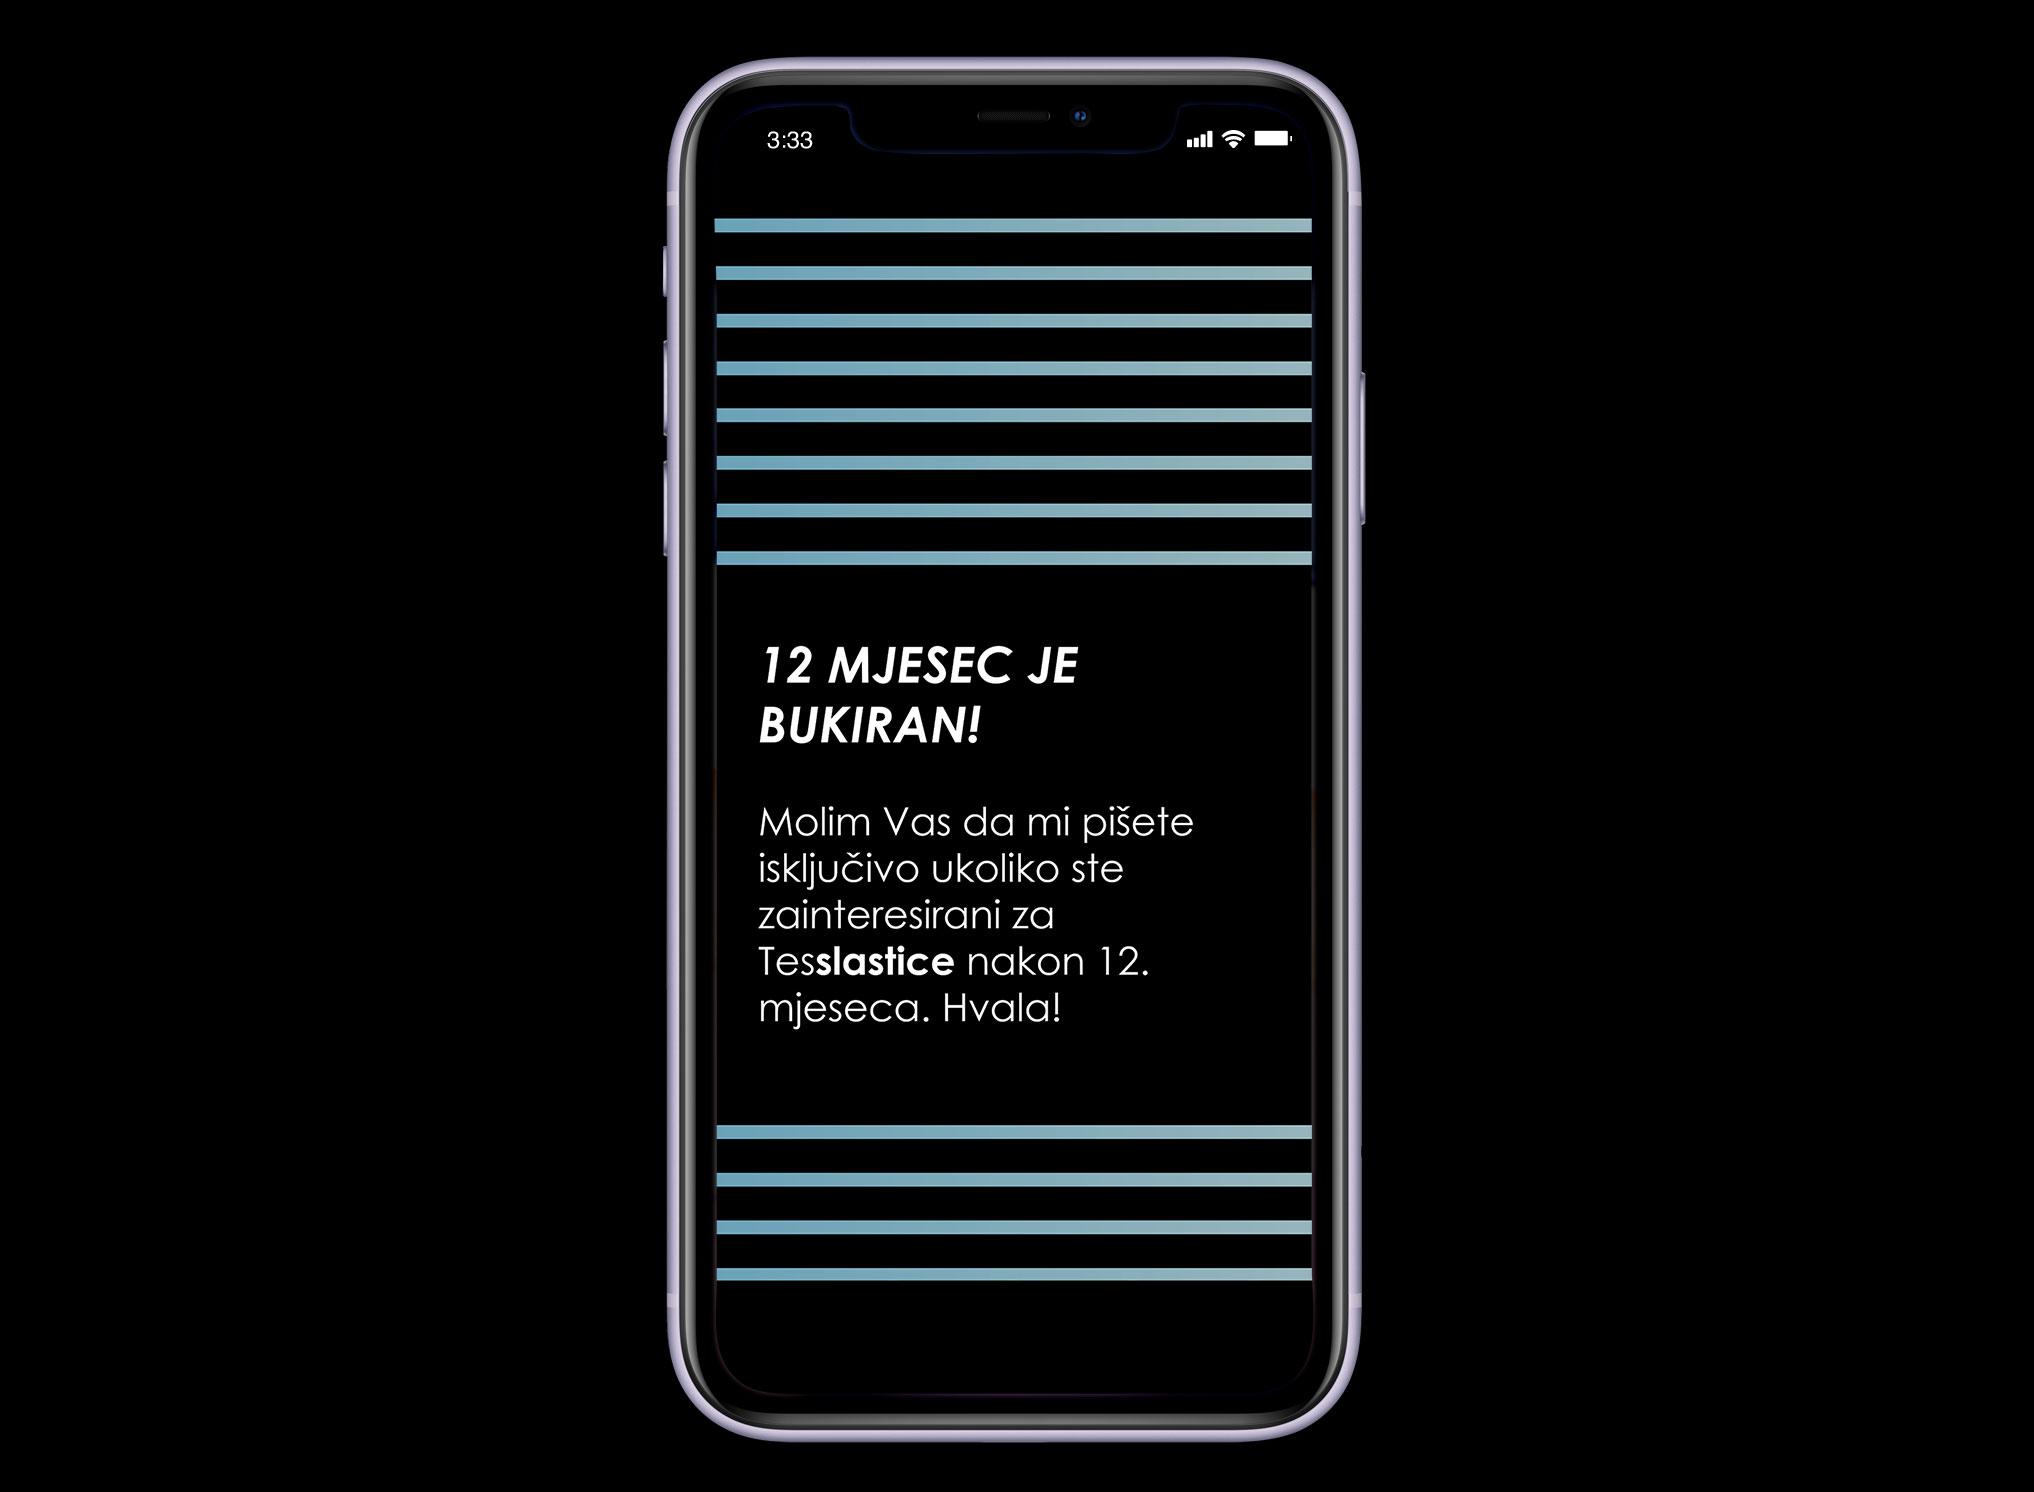 3:33
12 MJESEC JE
BUKIRAN!
Molim Vas da mi pišete
isključivo ukoliko ste
zainteresirani za
Tesslastice nakon 12.
mjeseca. Hvala!